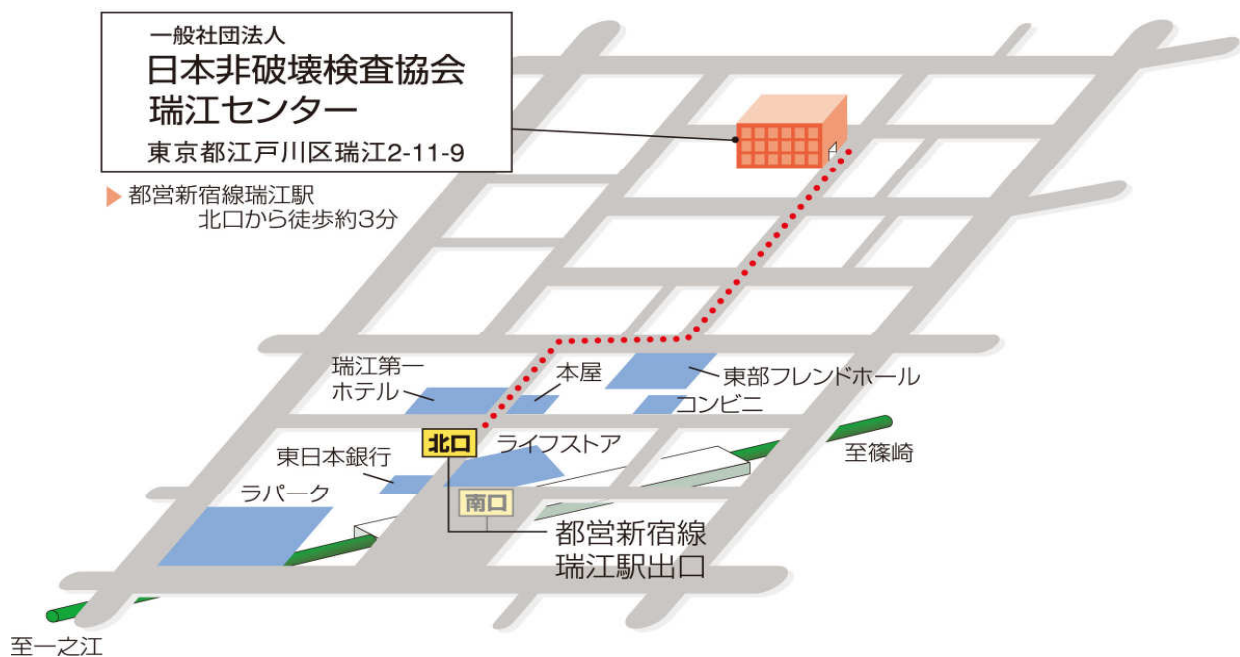 一般社団法人
日本非破壊検査協会
瑞江センター
東京都江戸川区瑞江2-11-9
都営新宿線瑞江駅
北口から徒歩約3分
瑞江第一
ホテル
本屋
東部フレンドホール
コンビニ
北口
ライフストア
至篠崎
東日本銀行
ラパーク
南口
都営新宿線
瑞江駅出口
至一之江